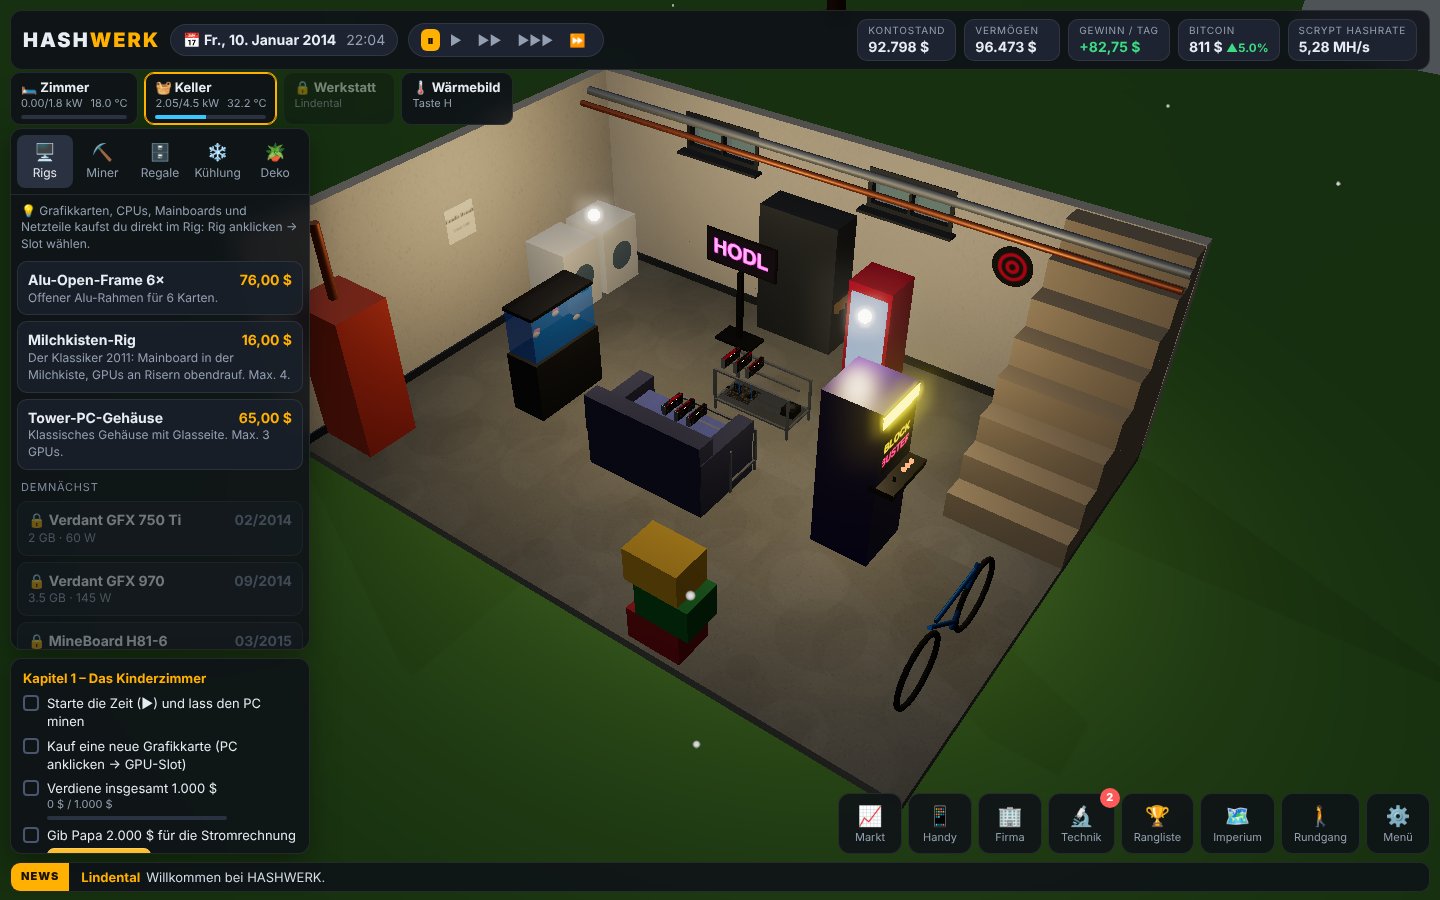 HASHWERK
Fr., 10. Januar 2014 22:04
KONTOSTAND
92.798 $
VERMÖGEN
96.473 $
GEWINN / TAG
+82,75 $
BITCOIN
811 $ ▲5.0%
SCRYPT HASHRATE
5,28 MH/s
Zimmer
0.00/1.8 kW 18.0 °C
Keller
2.05/4.5 kW 32.2 °C
Werkstatt
Lindental
Wärmebild
Taste H
Rigs
Miner
Regale
Kühlung
Deko
Grafikkarten, CPUs, Mainboards und
Netzteile kaufst du direkt im Rig: Rig anklicken →
Slot wählen.
Alu-Open-Frame 6× 76,00 $
Offener Alu-Rahmen für 6 Karten.
Milchkisten-Rig 16,00 $
Der Klassiker 2011: Mainboard in der
Milchkiste, GPUs an Risern obendrauf. Max. 4.
Tower-PC-Gehäuse 65,00 $
Klassisches Gehäuse mit Glasseite. Max. 3
GPUs.
DEMNÄCHST
Verdant GFX 750 Ti 02/2014
2 GB · 60 W
Verdant GFX 970 09/2014
3.5 GB · 145 W
MineBoard H81-6 03/2015
HODL
BLOCK
BUSTER
Kapitel 1 – Das Kinderzimmer
Starte die Zeit (▶) und lass den PC
minen
Kauf eine neue Grafikkarte (PC
anklicken → GPU-Slot)
Verdiene insgesamt 1.000 $
0 $ / 1.000 $
Gib Papa 2.000 $ für die Stromrechnung
Markt
Handy
Firma
2
Technik
Rangliste
Imperium
Rundgang
Menü
NEWS Lindental Willkommen bei HASHWERK.